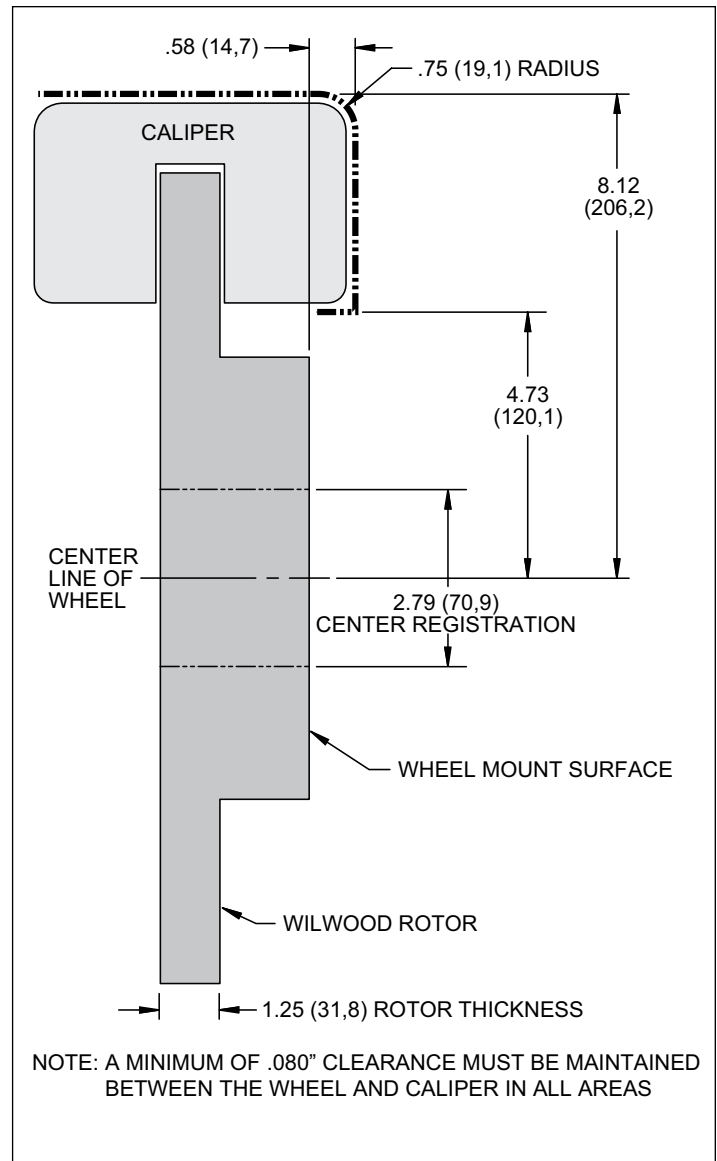 .58 (14,7)
.75 (19,1) RADIUS
CALIPER
8.12
(206,2)
4.73
(120,1)
CENTER
LINE OF
WHEEL
2.79 (70,9)
CENTER REGISTRATION
WHEEL MOUNT SURFACE
WILWOOD ROTOR
1.25 (31,8) ROTOR THICKNESS
NOTE: A MINIMUM OF .080” CLEARANCE MUST BE MAINTAINED
BETWEEN THE WHEEL AND CALIPER IN ALL AREAS